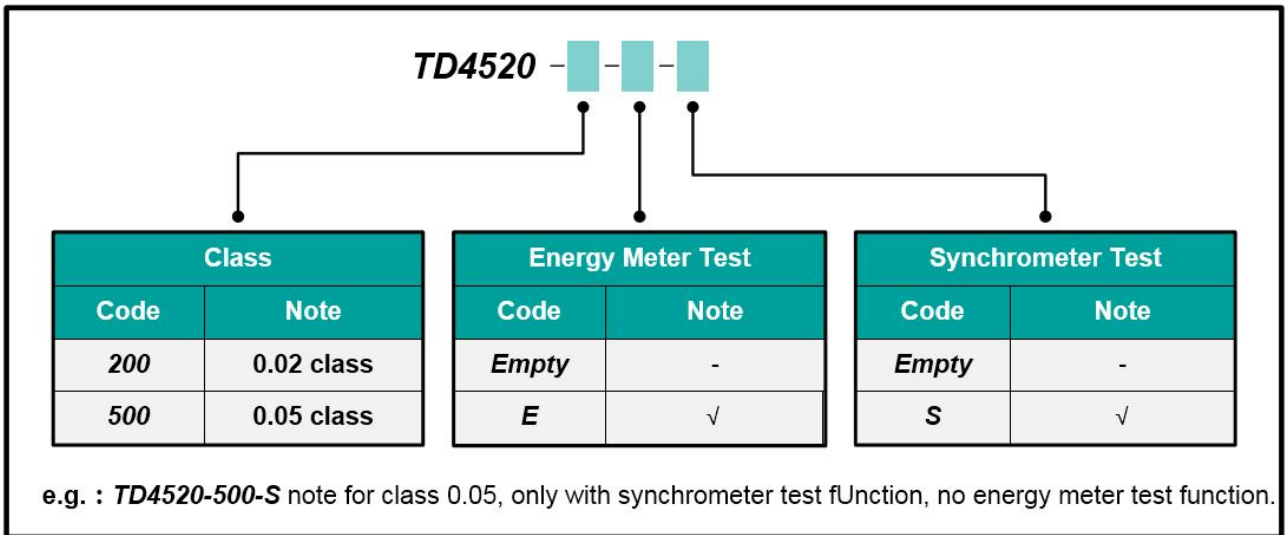 TD4520 - - -
Class
Code Note
200 0.02 class
500 0.05 class
Energy Meter Test
Code Note
Empty -
E √
Synchrometer Test
Code Note
Empty -
S √
e.g. : TD4520-500-S note for class 0.05, only with synchrometer test fUnction, no energy meter test function.